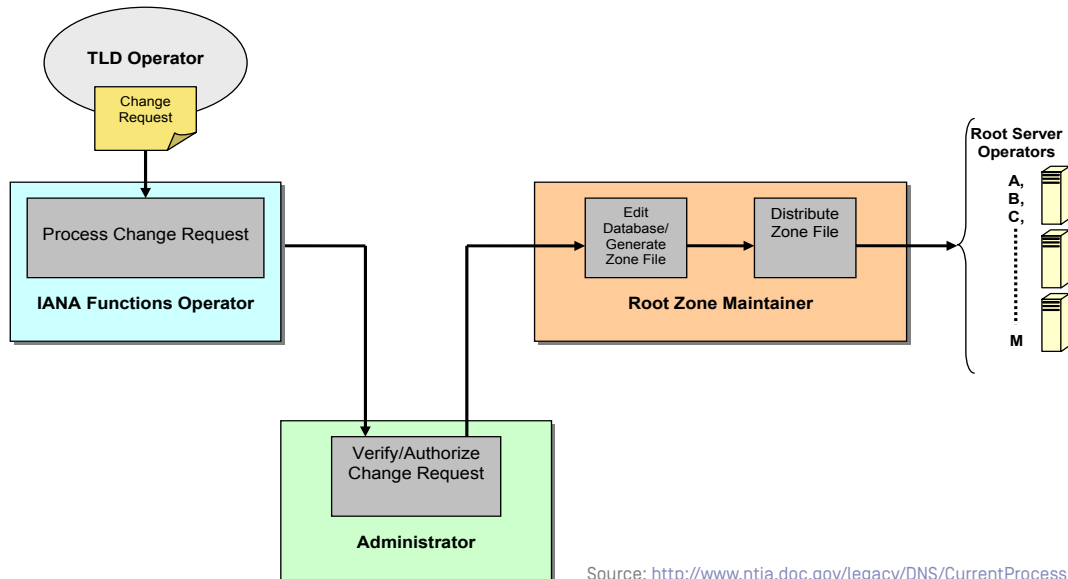 TLD Operator
Change
Request
Process Change Request
IANA Functions Operator
Verify/Authorize
Change Request
Administrator
Edit
Database/
Generate
Zone File
Distribute
Zone File
Root Zone Maintainer
Root Server
Operators
A,
B,
C,
M
Source: http://www.ntia.doc.gov/legacy/DNS/CurrentProcess